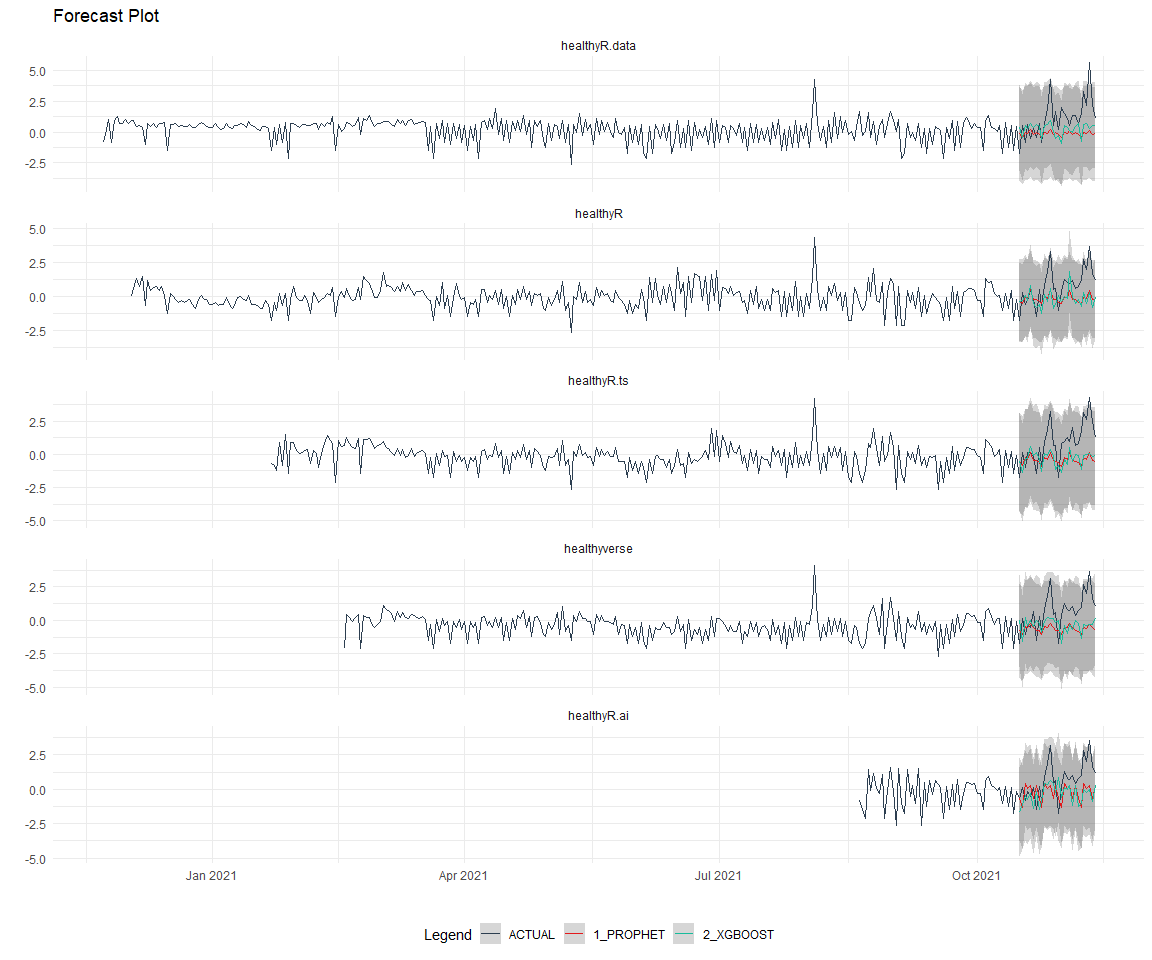 Forecast Plot
healthyR.data
5.0
2.5
0.0
-2.5
healthyR
5.0
2.5
0.0
-2.5
healthyR.ts
2.5
0.0
-2.5
-5.0
healthyverse
2.5
0.0
-2.5
-5.0
healthyR.ai
2.5
0.0
-2.5
-5.0
Jan 2021 Apr 2021 Jul 2021 Oct 2021
Legend ACTUAL 1_PROPHET 2_XGBOOST